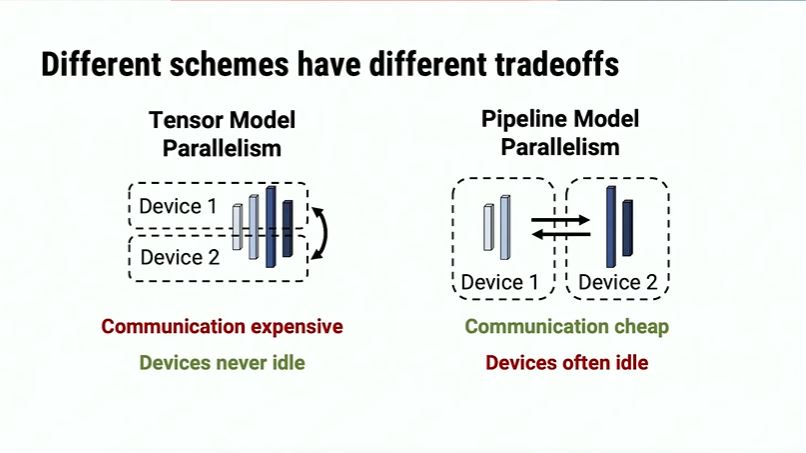 Different schemes have different tradeoffs
Tensor Model
Parallelism
Device 1
Device 2
Communication expensive
Devices never idle
Pipeline Model
Parallelism
Device 1
Device 2
Communication cheap
Devices often idle